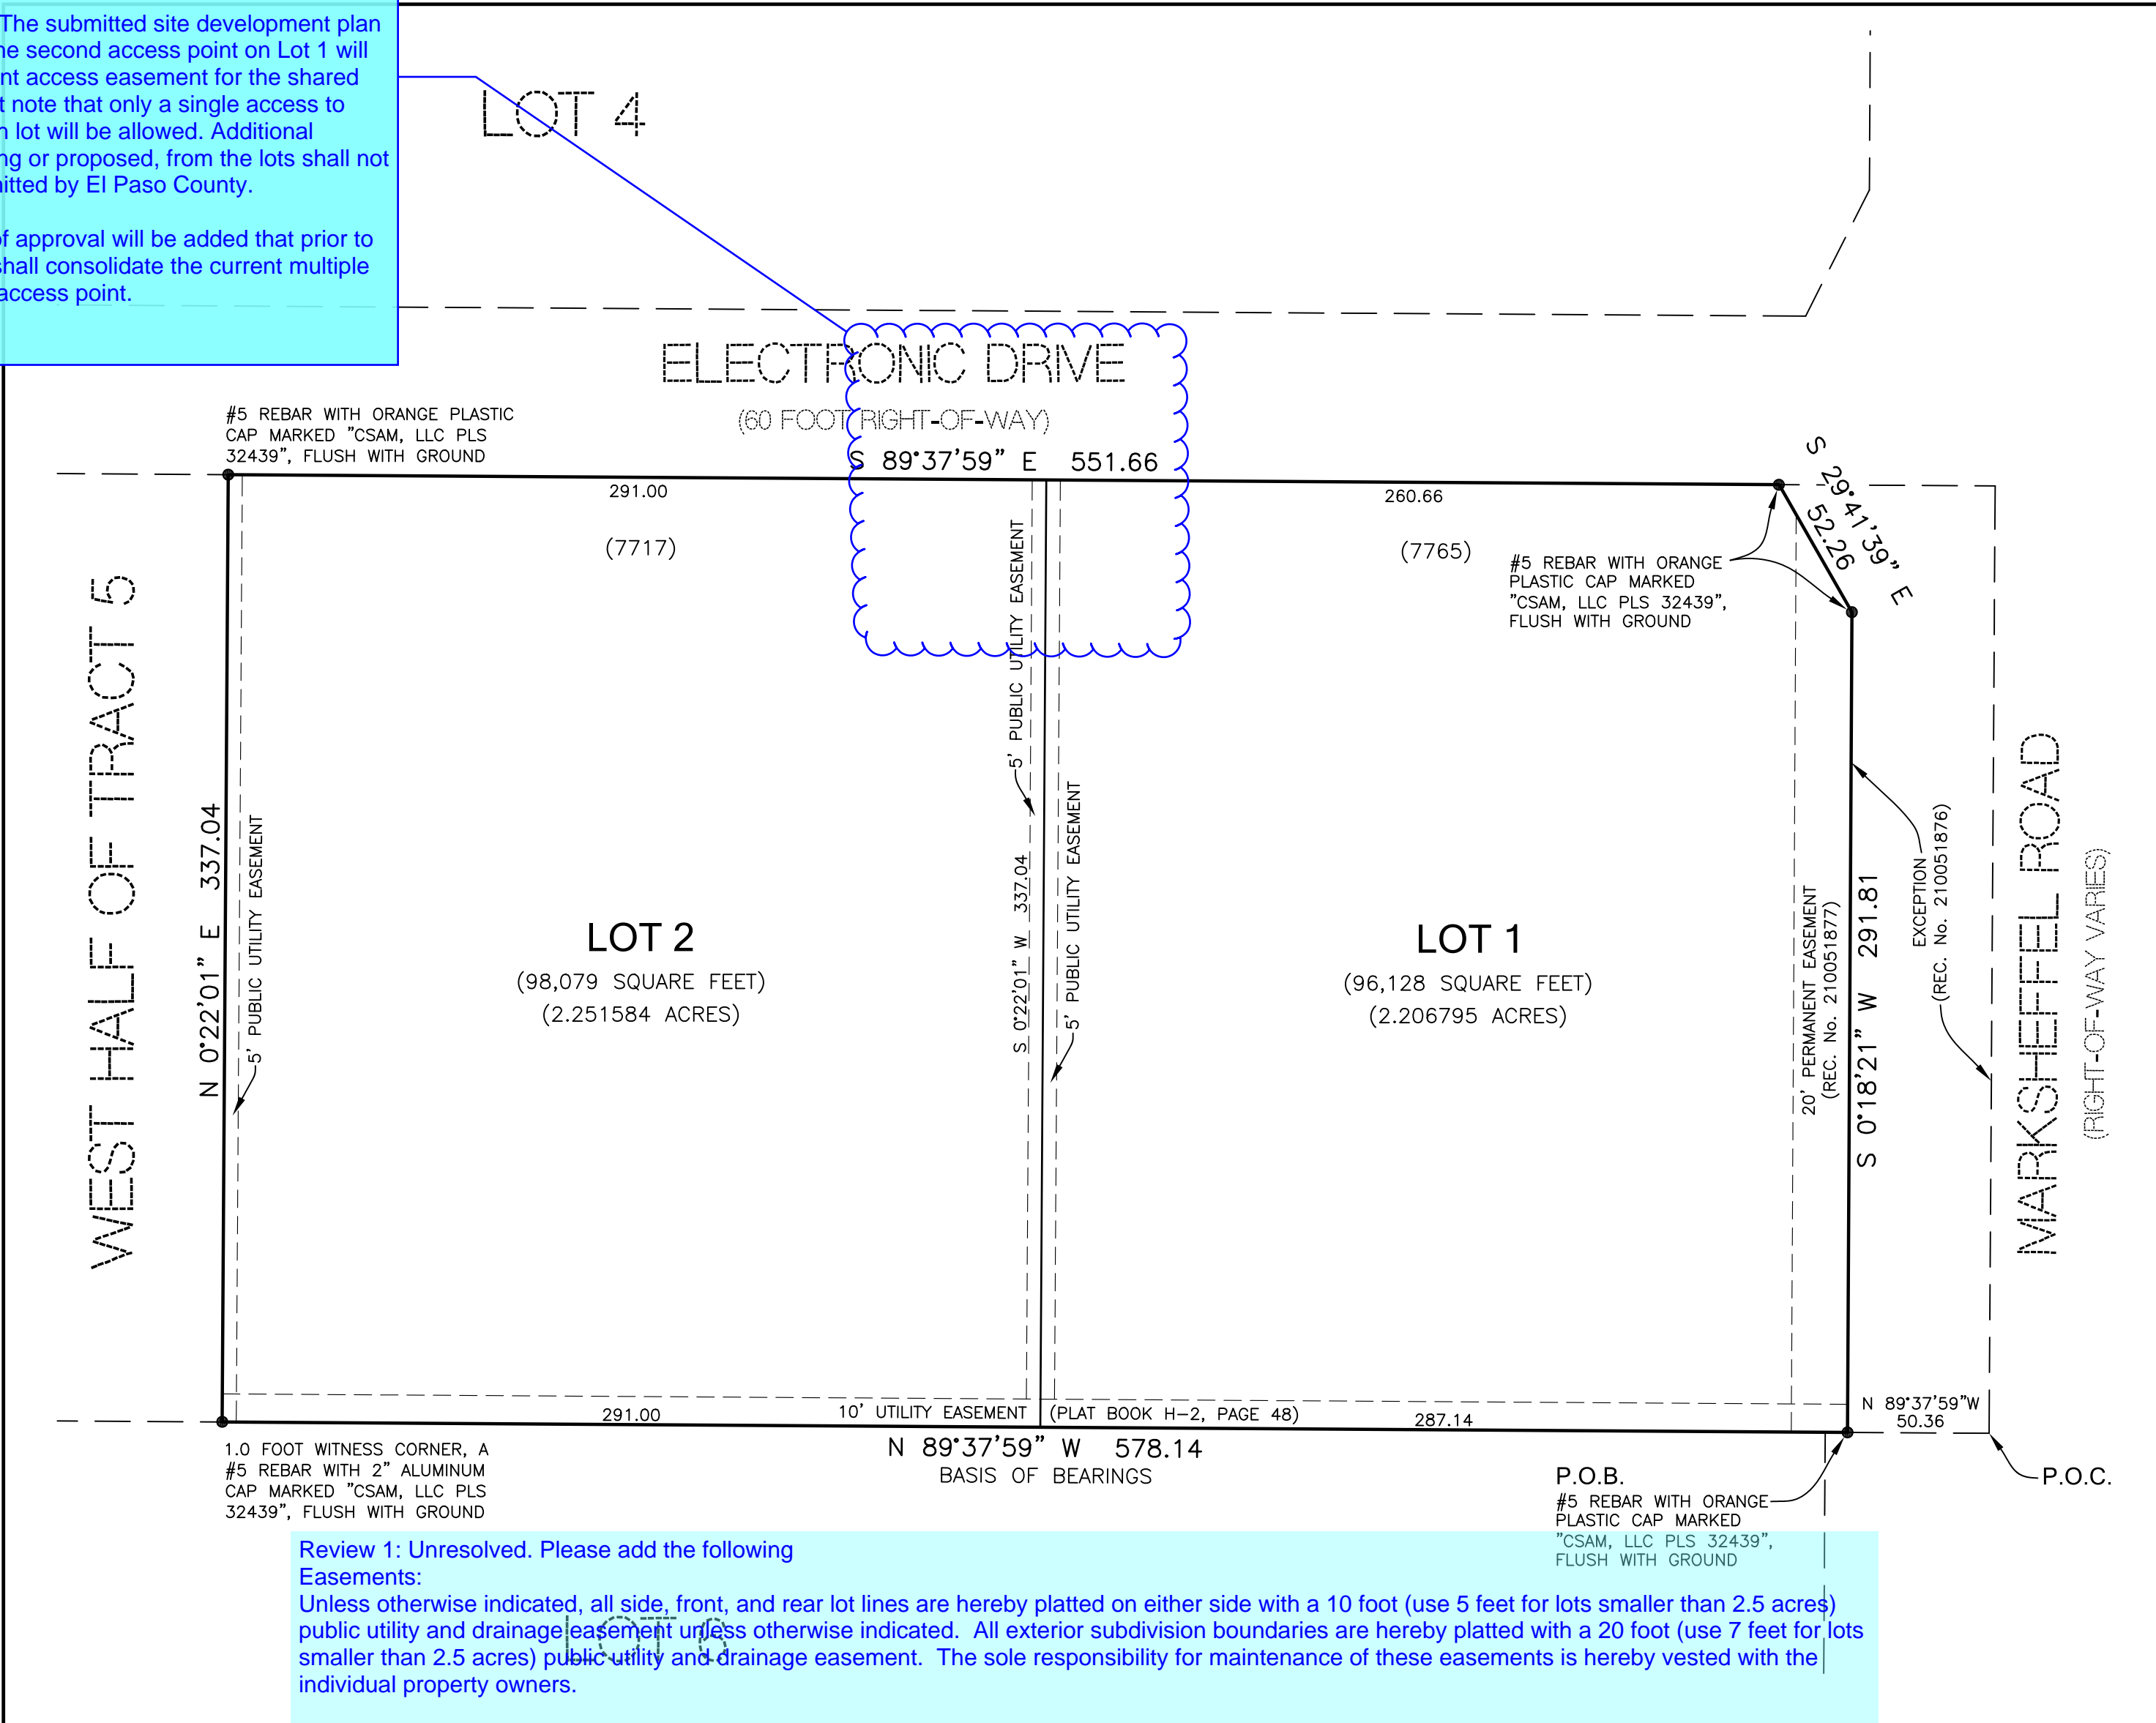 The submitted site development plan
ne second access point on Lot 1 will
nt access easement for the shared
t note that only a single access to
n lot will be allowed. Additional
ng or proposed, from the lots shall not
nitted by El Paso County.
of approval will be added that prior to
shall consolidate the current multiple
access point.
LOT 4
ELECTRONIC DRIVE
(60 FOOT RIGHT-OF-WAY)
#5 REBAR WITH ORANGE PLASTIC
CAP MARKED "CSAM, LLC PLS
32439", FLUSH WITH GROUND
S 89°37'59" E 551.66
291.00
260.66
S 29°41'39" E
52.26
(7717)
(7765)
#5 REBAR WITH ORANGE
PLASTIC CAP MARKED
"CSAM, LLC PLS 32439",
FLUSH WITH GROUND
WEST HALF OF TRACT 5
N 0°22'01" E 337.04
5' PUBLIC UTILITY EASEMENT
5' PUBLIC UTILITY EASEMENT
S 0°22'01" W 337.04
5' PUBLIC UTILITY EASEMENT
LOT 2
(98,079 SQUARE FEET)
(2.251584 ACRES)
LOT 1
(96,128 SQUARE FEET)
(2.206795 ACRES)
20' PERMANENT EASEMENT
(REC. No. 210051877)
S 0°18'21" W 291.81
EXCEPTION
(REC. No. 210051876)
MARKSHEFFEL ROAD
(RIGHT-OF-WAY VARIES)
291.00
10' UTILITY EASEMENT (PLAT BOOK H-2, PAGE 48)
287.14
N 89°37'59"W
50.36
N 89°37'59" W 578.14
BASIS OF BEARINGS
1.0 FOOT WITNESS CORNER, A
#5 REBAR WITH 2" ALUMINUM
CAP MARKED "CSAM, LLC PLS
32439", FLUSH WITH GROUND
P.O.B.
#5 REBAR WITH ORANGE
PLASTIC CAP MARKED
"CSAM, LLC PLS 32439",
FLUSH WITH GROUND
P.O.C.
Review 1: Unresolved. Please add the following
Easements:
Unless otherwise indicated, all side, front, and rear lot lines are hereby platted on either side with a 10 foot (use 5 feet for lots smaller than 2.5 acres)
public utility and drainage easement unless otherwise indicated. All exterior subdivision boundaries are hereby platted with a 20 foot (use 7 feet for lots
smaller than 2.5 acres) public utility and drainage easement. The sole responsibility for maintenance of these easements is hereby vested with the
individual property owners.
LOT 6